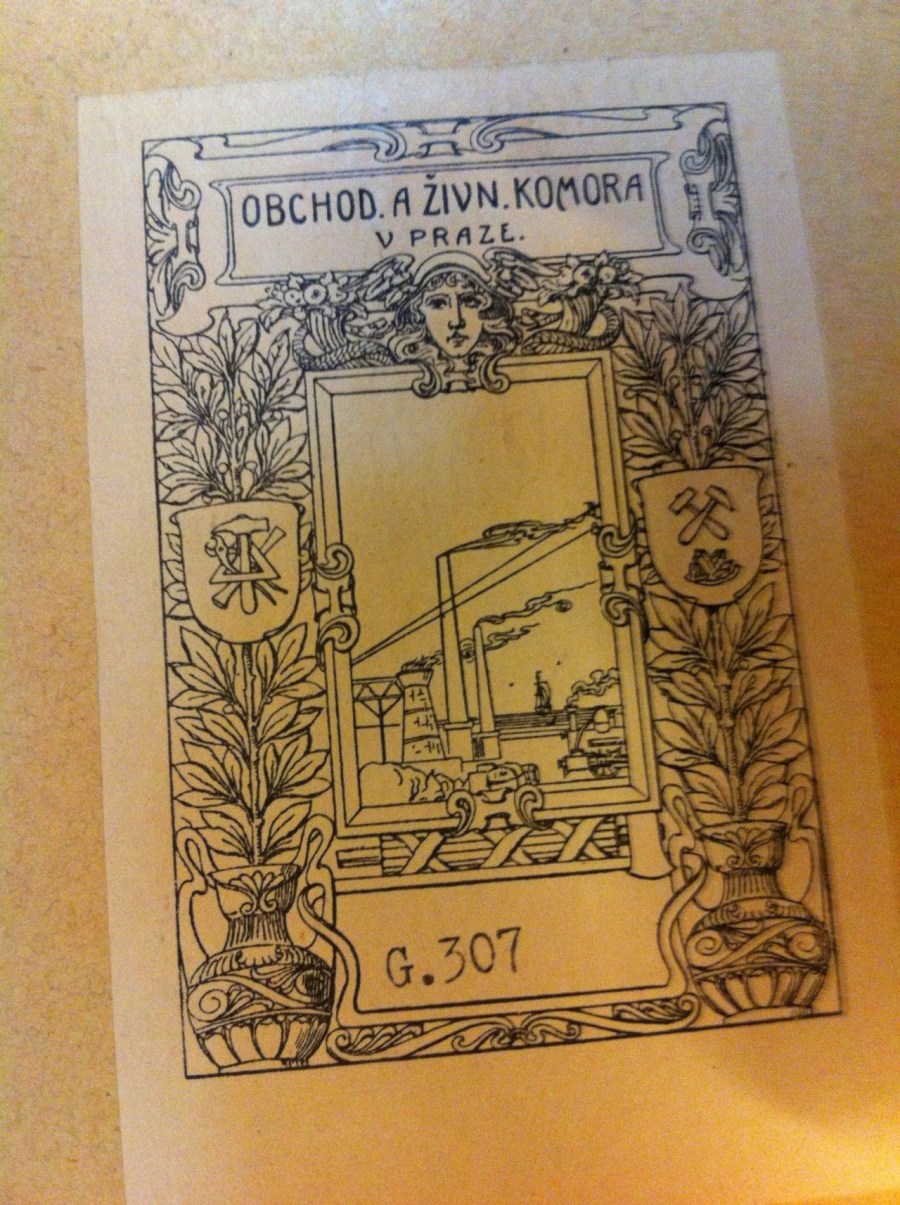 OBCHOD. A ŽIVN. KOMORA
V PRAZE.
G.307